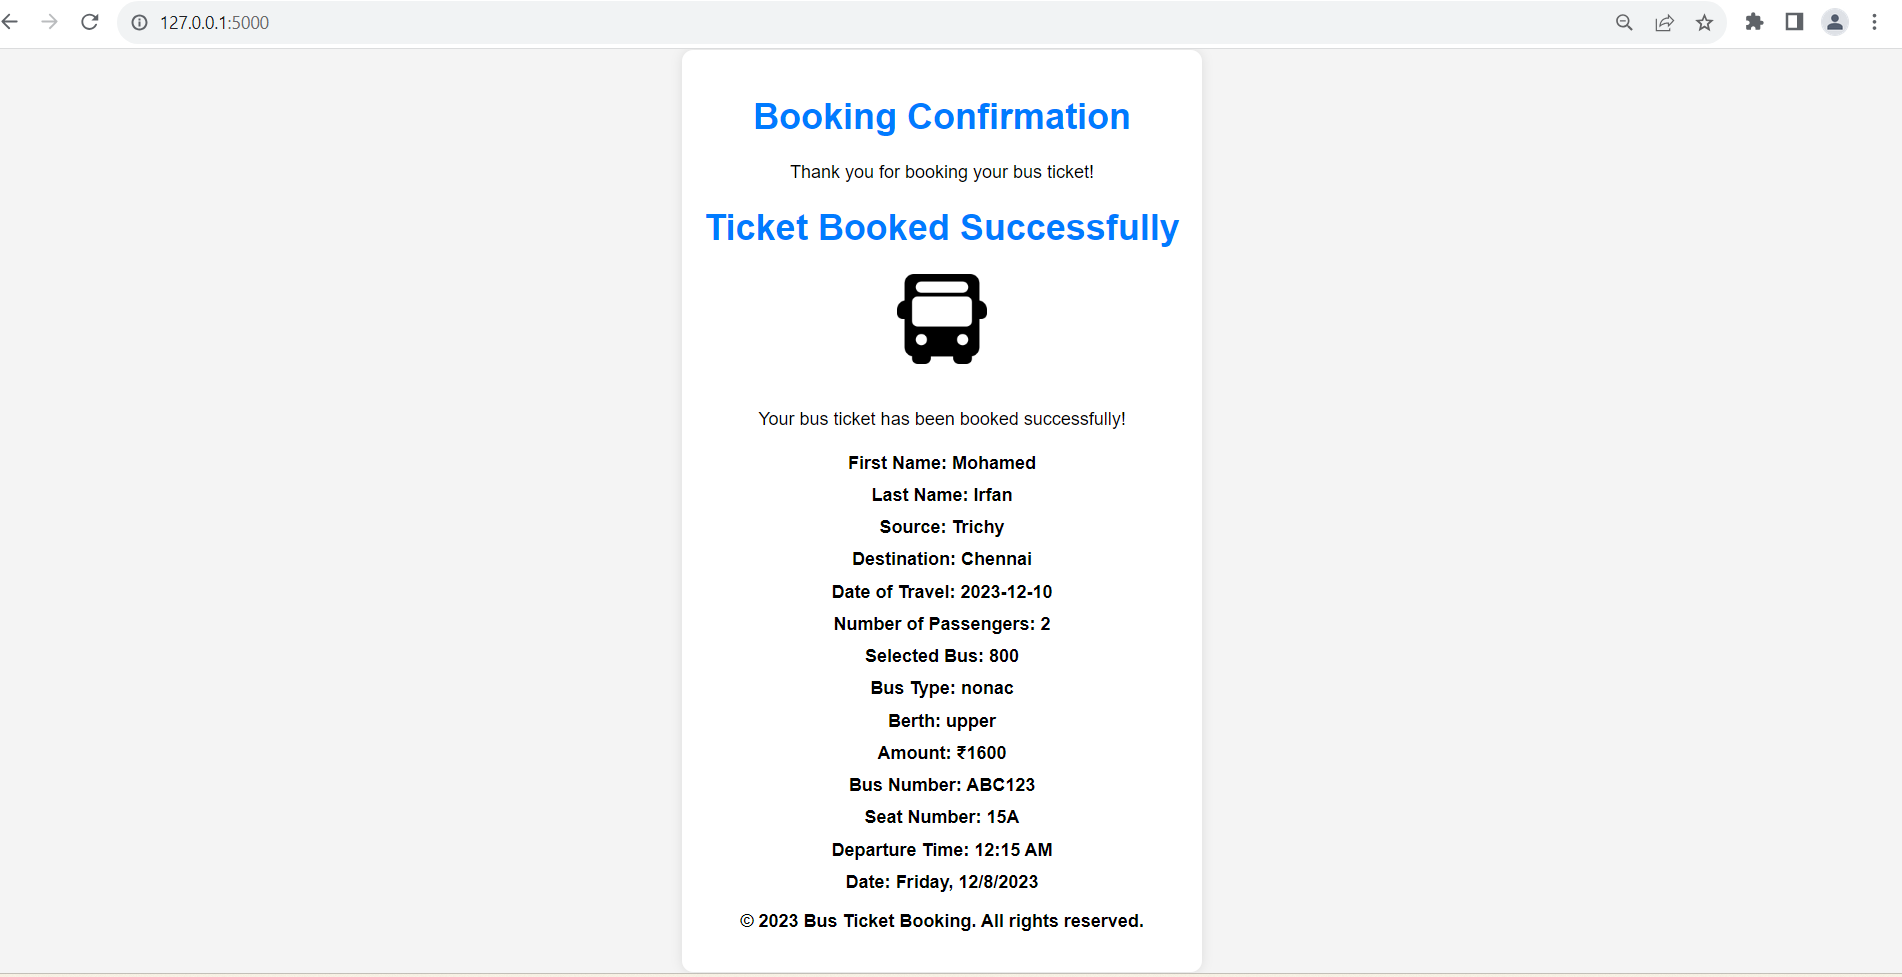 127.0.0.1:5000
Booking Confirmation
Thank you for booking your bus ticket!
Ticket Booked Successfully
Your bus ticket has been booked successfully!
First Name: Mohamed
Last Name: Irfan
Source: Trichy
Destination: Chennai
Date of Travel: 2023-12-10
Number of Passengers: 2
Selected Bus: 800
Bus Type: nonac
Berth: upper
Amount: ₹1600
Bus Number: ABC123
Seat Number: 15A
Departure Time: 12:15 AM
Date: Friday, 12/8/2023
© 2023 Bus Ticket Booking. All rights reserved.